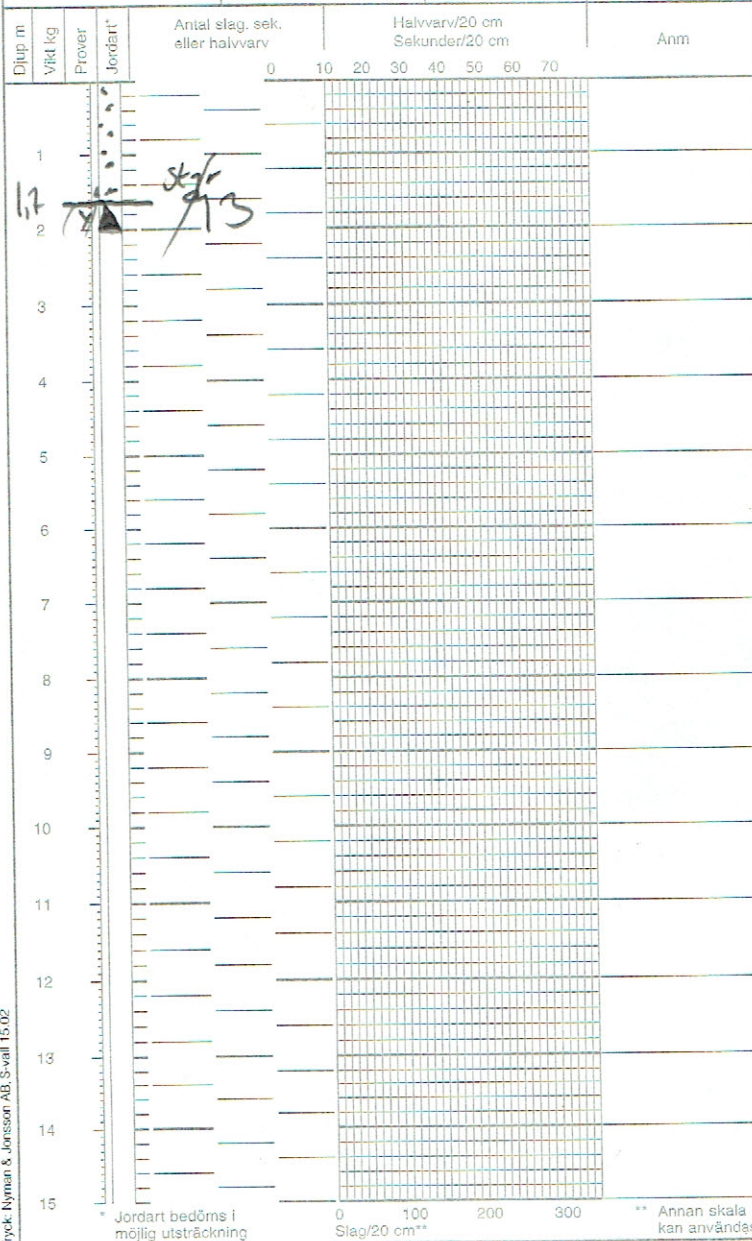 Djup m
Vikt kg
Prover
Jordart*
Antal slag. sek.
eller halvvarv
Halvvarv/20 cm
Sekunder/20 cm
Anm
0 10 20 30 40 50 60 70
1
1,7
2
3
4
5
6
7
8
9
10
11
12
13
14
15
* Jordart bedöms i
möjlig utsträckning
0 100 200 300
Slag/20 cm**
** Annan skala
kan användas
ryck: Nyman & Jonsson AB, S-vall 15.02